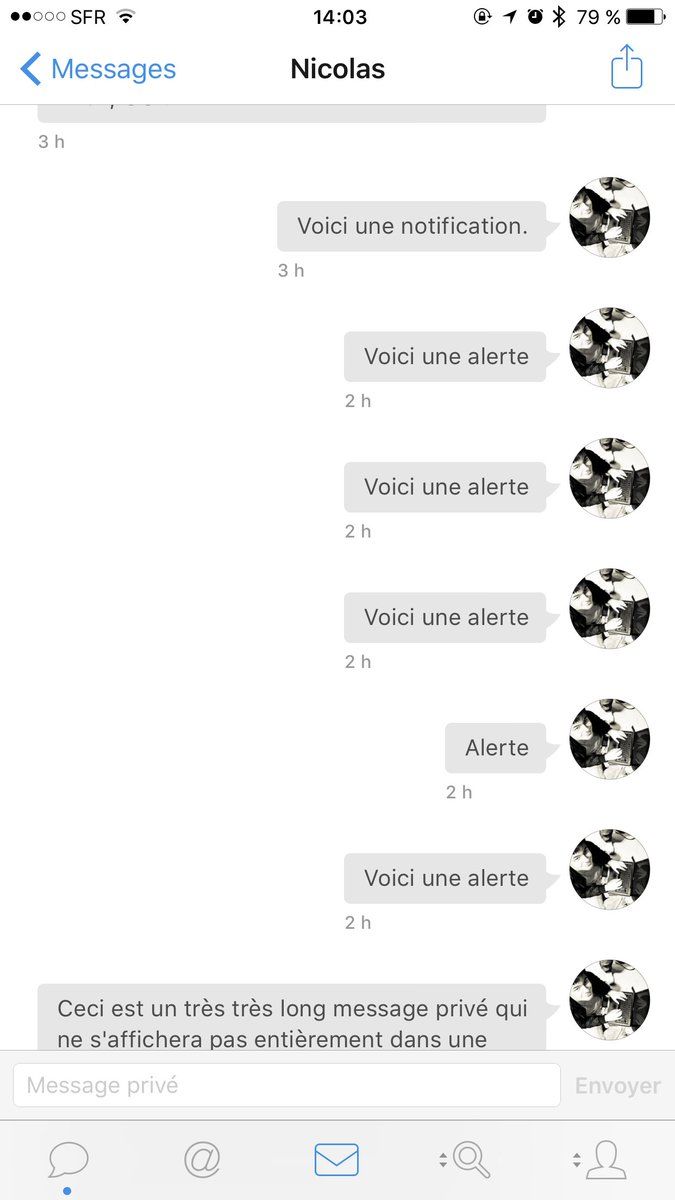 SFR 14:03 79 %
Messages Nicolas
3 h
Voici une notification.
3 h
Voici une alerte
2 h
Voici une alerte
2 h
Voici une alerte
2 h
Alerte
2 h
Voici une alerte
2 h
Ceci est un très très long message privé qui
ne s'affichera pas entièrement dans une
Message privé Envoyer
@